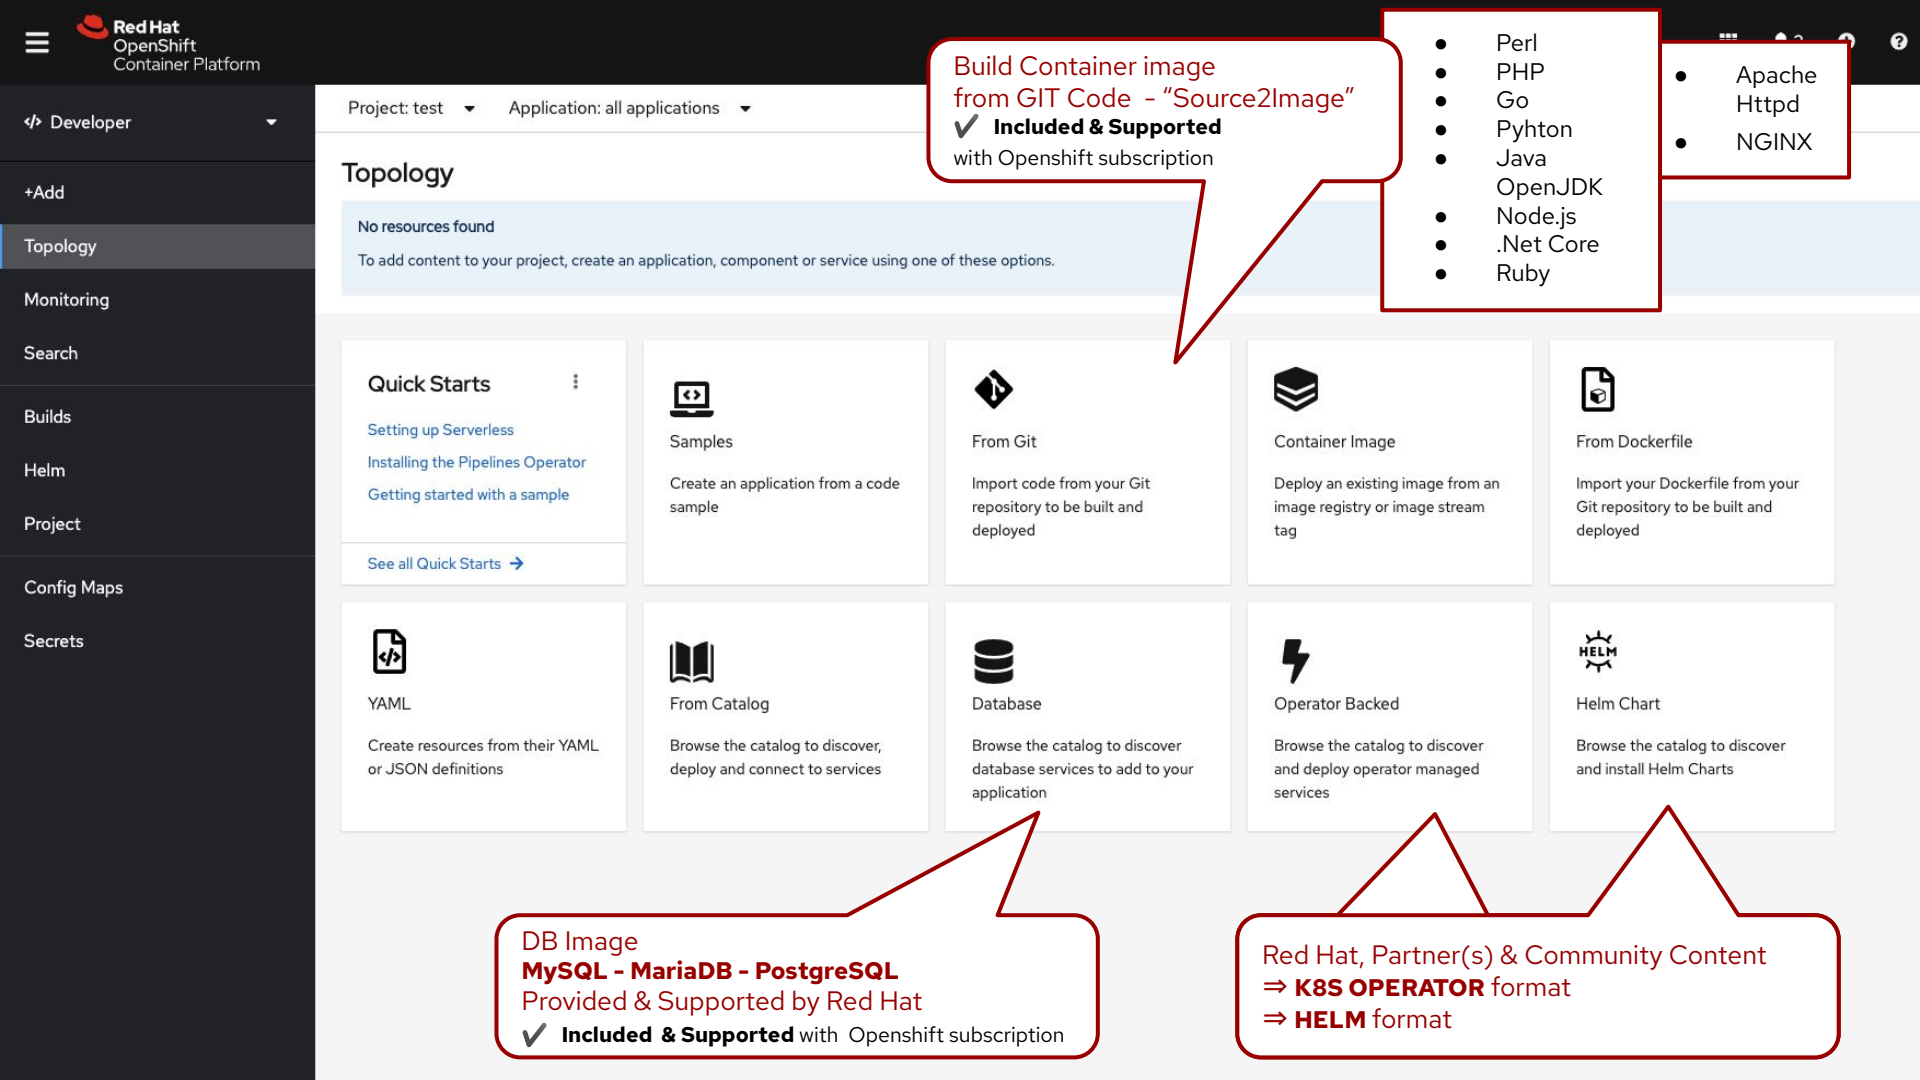 Red Hat
OpenShift
Container Platform
Developer
+Add
Topology
Monitoring
Search
Builds
Helm
Project
Config Maps
Secrets
Project: test
Application: all applications
Topology
No resources found
To add content to your project, create an application, component or service using one of these options.
Build Container image
from GIT Code - “Source2Image”
✔ Included & Supported
with Openshift subscription
● Perl
● PHP
● Go
● Pyhton
● Java
OpenJDK
● Node.js
● .Net Core
● Ruby
● Apache
Httpd
● NGINX
Quick Starts
Setting up Serverless
Installing the Pipelines Operator
Getting started with a sample
See all Quick Starts →
Samples
Create an application from a code
sample
From Git
Import code from your Git
repository to be built and
deployed
Container Image
Deploy an existing image from an
image registry or image stream
tag
From Dockerfile
Import your Dockerfile from your
Git repository to be built and
deployed
YAML
Create resources from their YAML
or JSON definitions
From Catalog
Browse the catalog to discover,
deploy and connect to services
Database
Browse the catalog to discover
database services to add to your
application
Operator Backed
Browse the catalog to discover
and deploy operator managed
services
HELM
Helm Chart
Browse the catalog to discover
and install Helm Charts
DB Image
MySQL - MariaDB - PostgreSQL
Provided & Supported by Red Hat
✔ Included & Supported with Openshift subscription
Red Hat, Partner(s) & Community Content
⇒ K8S OPERATOR format
⇒ HELM format